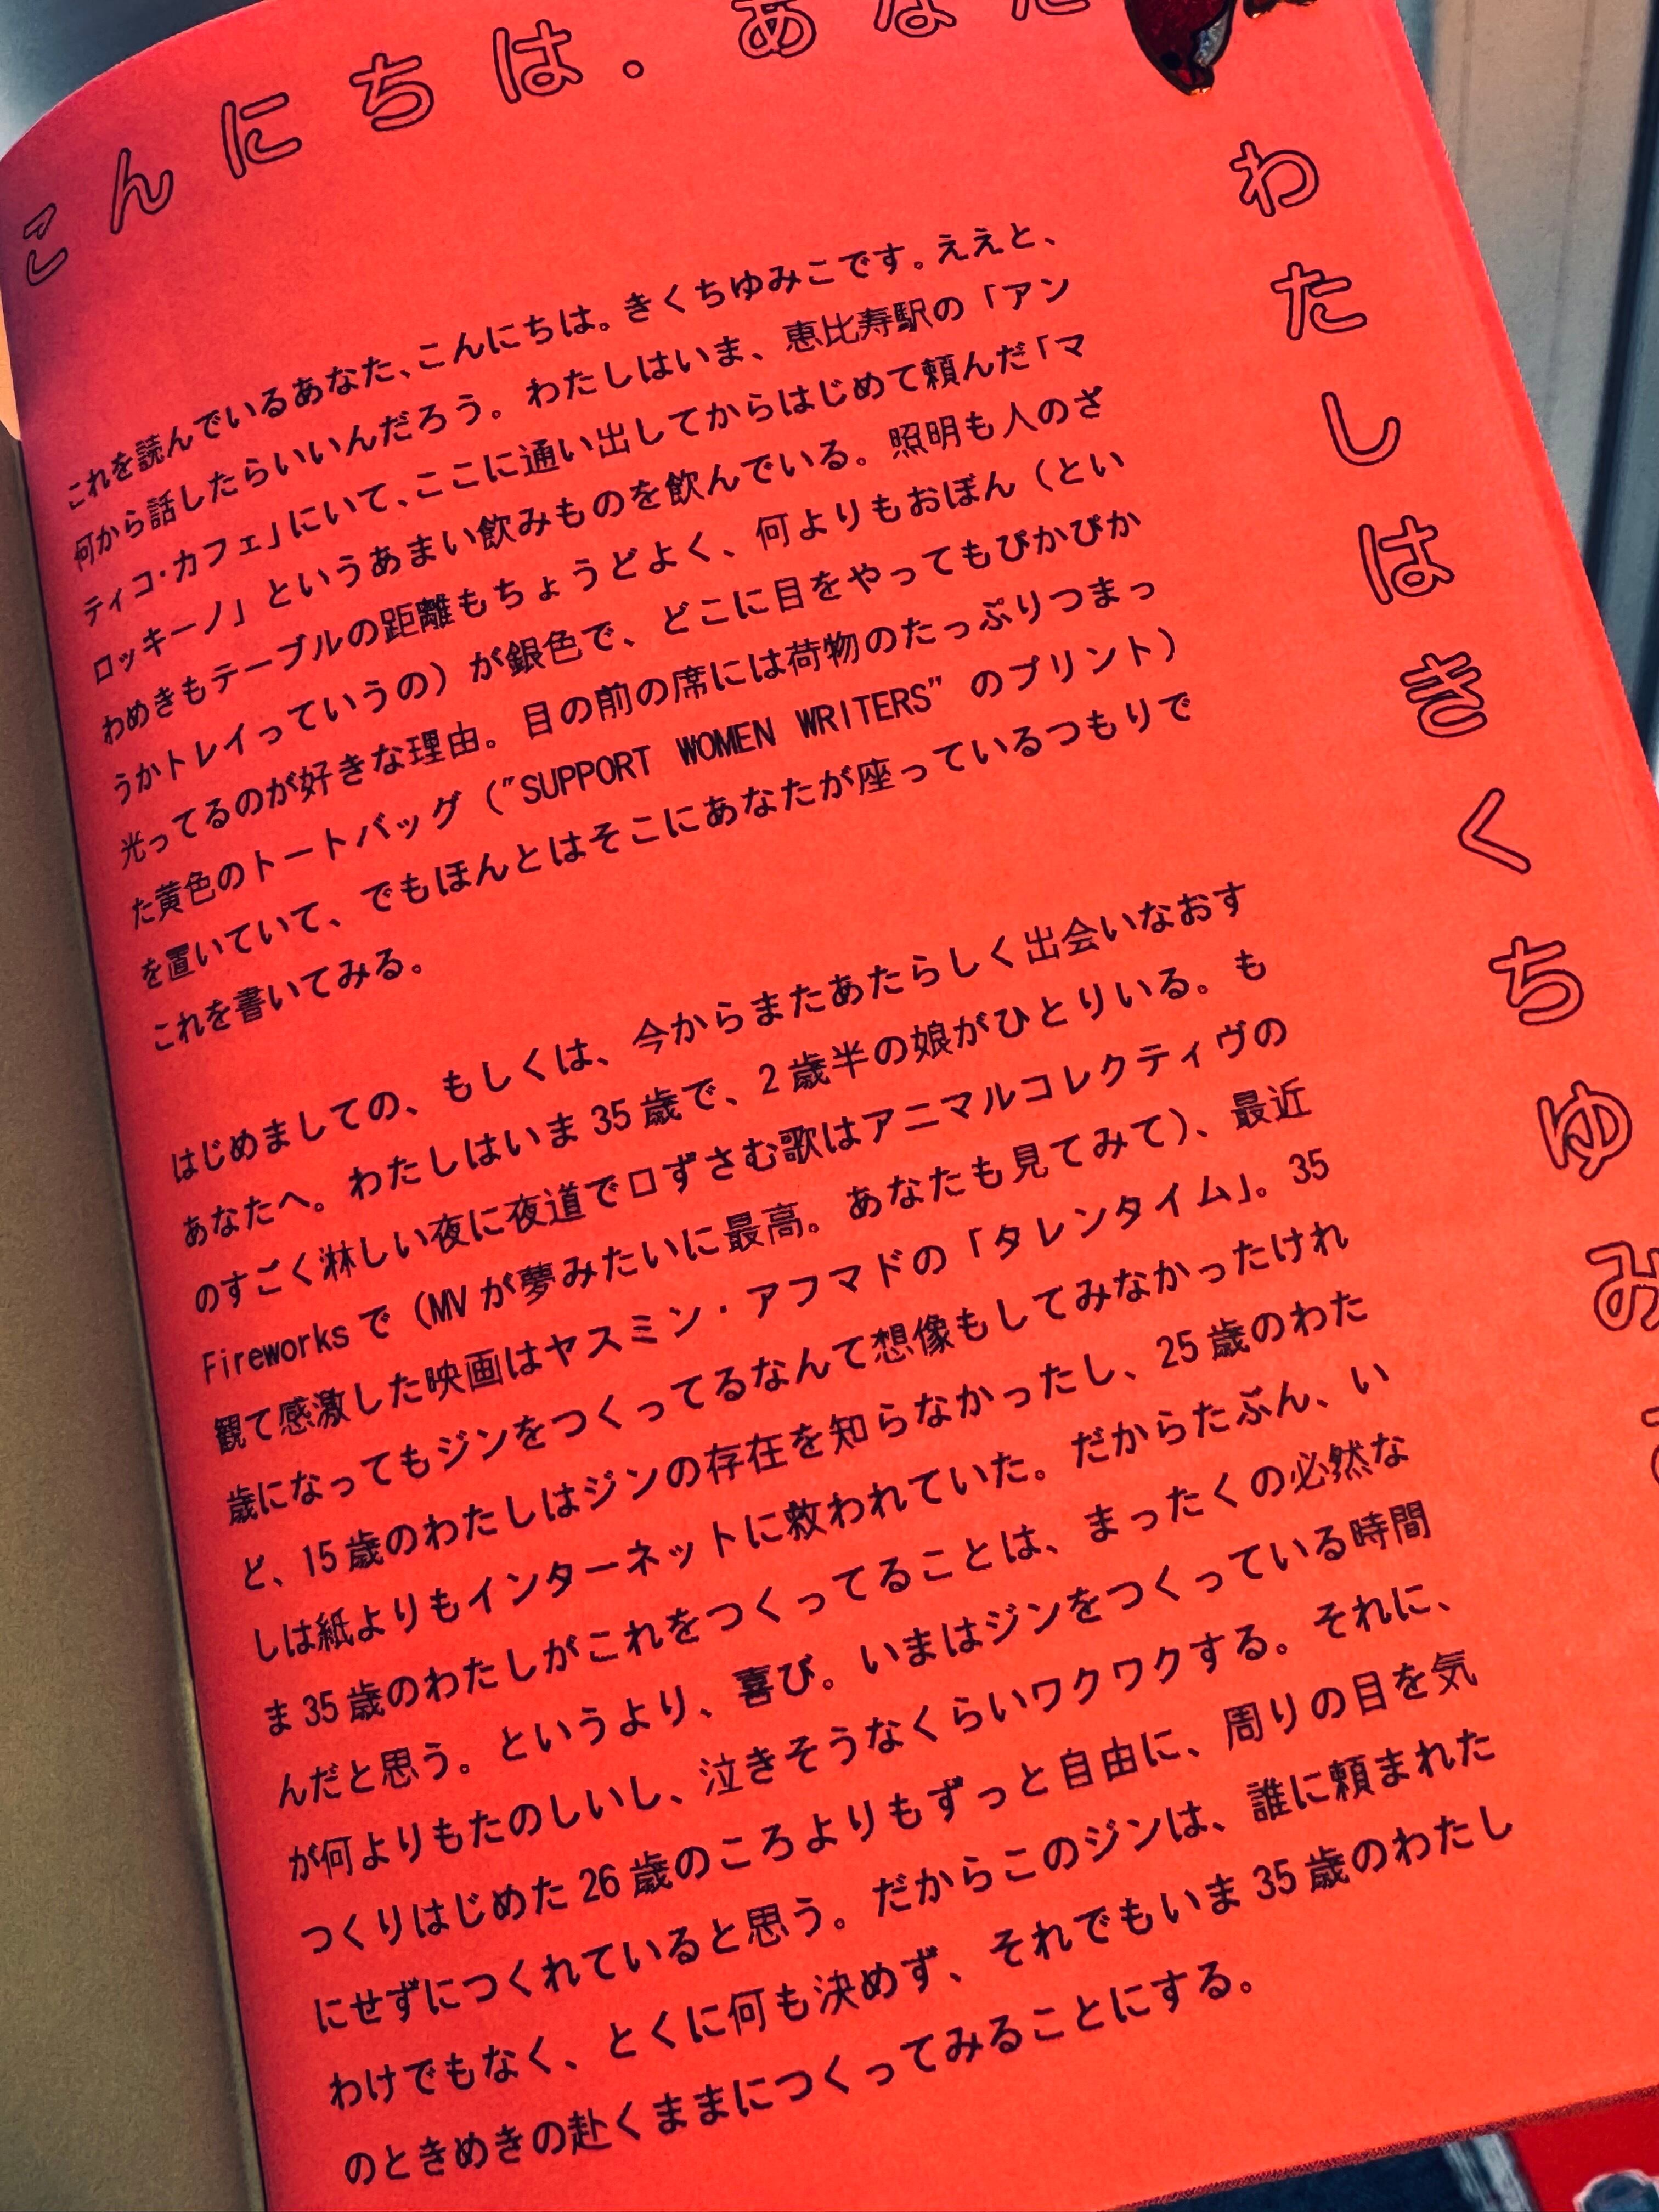 こんにちは. あなた
わたしはきくちゆみ
これを読んでいるあなた、こんにちは。きくちゆみこです。ええと、
何から話したらいいんだろう。わたしはいま、恵比寿駅の「アン
ティコ・カフェ」にいて、ここに通い出してからはじめて頼んだ「マ
ロッキーノ」というあまい飲みものを飲んでいる。照明も人のざ
わめきもテーブルの距離もちょうどよく、何よりもおぼん（とい
うかトレイっていうの）が銀色で、どこに目をやってもぴかぴか
光ってるのが好きな理由。目の前の席には荷物のたっぷりつまっ
た黄色のトートバッグ（"SUPPORT WOMEN WRITERS" のプリント）
を置いていて、でもほんとはそこにあなたが座っているつもりで
これを書いてみる。
はじめましての、もしくは、今からまたあたらしく出会いなおす
あなたへ。わたしはいま 35 歳で、2 歳半の娘がひとりいる。も
のすごく淋しい夜に夜道で口ずさむ歌はアニマルコレクティヴの
Fireworks で（MV が夢みたいに最高。あなたも見てみて）、最近
観て感激した映画はヤスミン・アフマドの「タレンタイム」。35
歳になってもジンをつくってるなんて想像もしてみなかったけれ
ど、15 歳のわたしはジンの存在を知らなかったし、25 歳のわた
しは紙よりもインターネットに救われていた。だからたぶん、い
ま 35 歳のわたしがこれをつくってることは、まったくの必然な
んだと思う。というより、喜び。いまはジンをつくっている時間
が何よりもたのしいし、泣きそうなくらいワクワクする。それに、
つくりはじめた 26 歳のころよりもずっと自由に、周りの目を気
にせずにつくれていると思う。だからこのジンは、誰に頼まれた
わけでもなく、とくに何も決めず、それでもいま 35 歳のわたし
のときめきの赴くままにつくってみることにする。